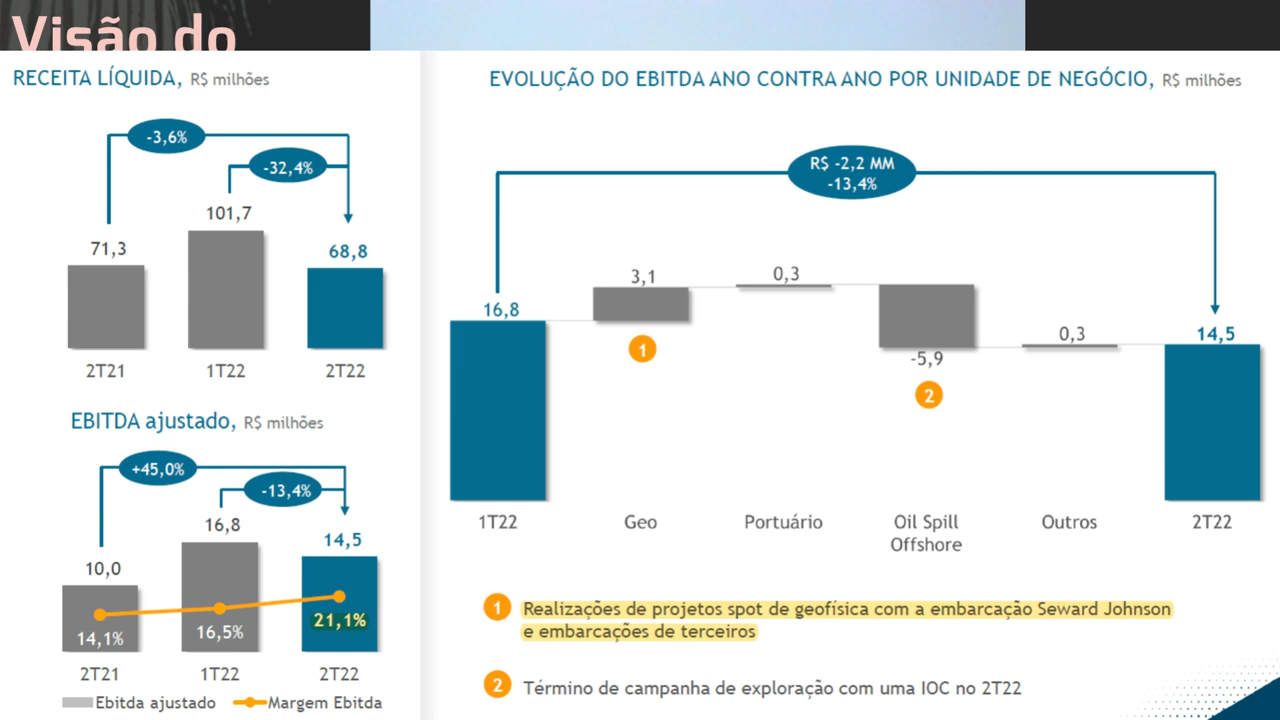 Visão do
RECEITA LÍQUIDA, R$ milhões
-3,6%
-32,4%
101,7
71,3
68,8
2T21
1T22
2T22
EBITDA ajustado, R$ milhões
+45,0%
-13,4%
16,8
14,5
10,0
14,1%
16,5%
21,1%
2T21
1T22
2T22
Ebitda ajustado
Margem Ebitda
EVOLUÇÃO DO EBITDA ANO CONTRA ANO POR UNIDADE DE NEGÓCIO, R$ milhões
R$ -2,2 MM
-13,4%
16,8
3,1
0,3
-5,9
0,3
14,5
1
2
1T22
Geo
Portuário
Oil Spill
Offshore
Outros
2T22
1 Realizações de projetos spot de geofísica com a embarcação Seward Johnson
e embarcações de terceiros
2 Término de campanha de exploração com uma IOC no 2T22